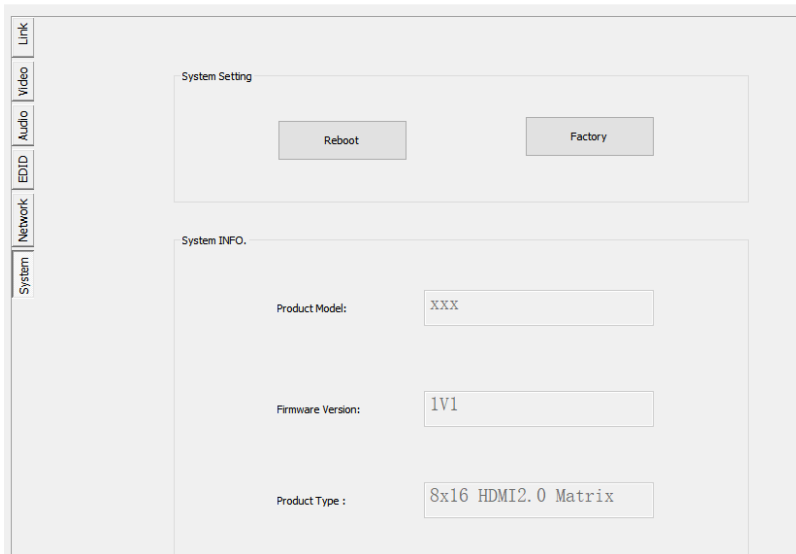 Link
Video
Audio
EDID
Network
System
System Setting
Reboot
Factory
System INFO.
Product Model:
xxx
Firmware Version:
1V1
Product Type :
8x16 HDMI2.0 Matrix